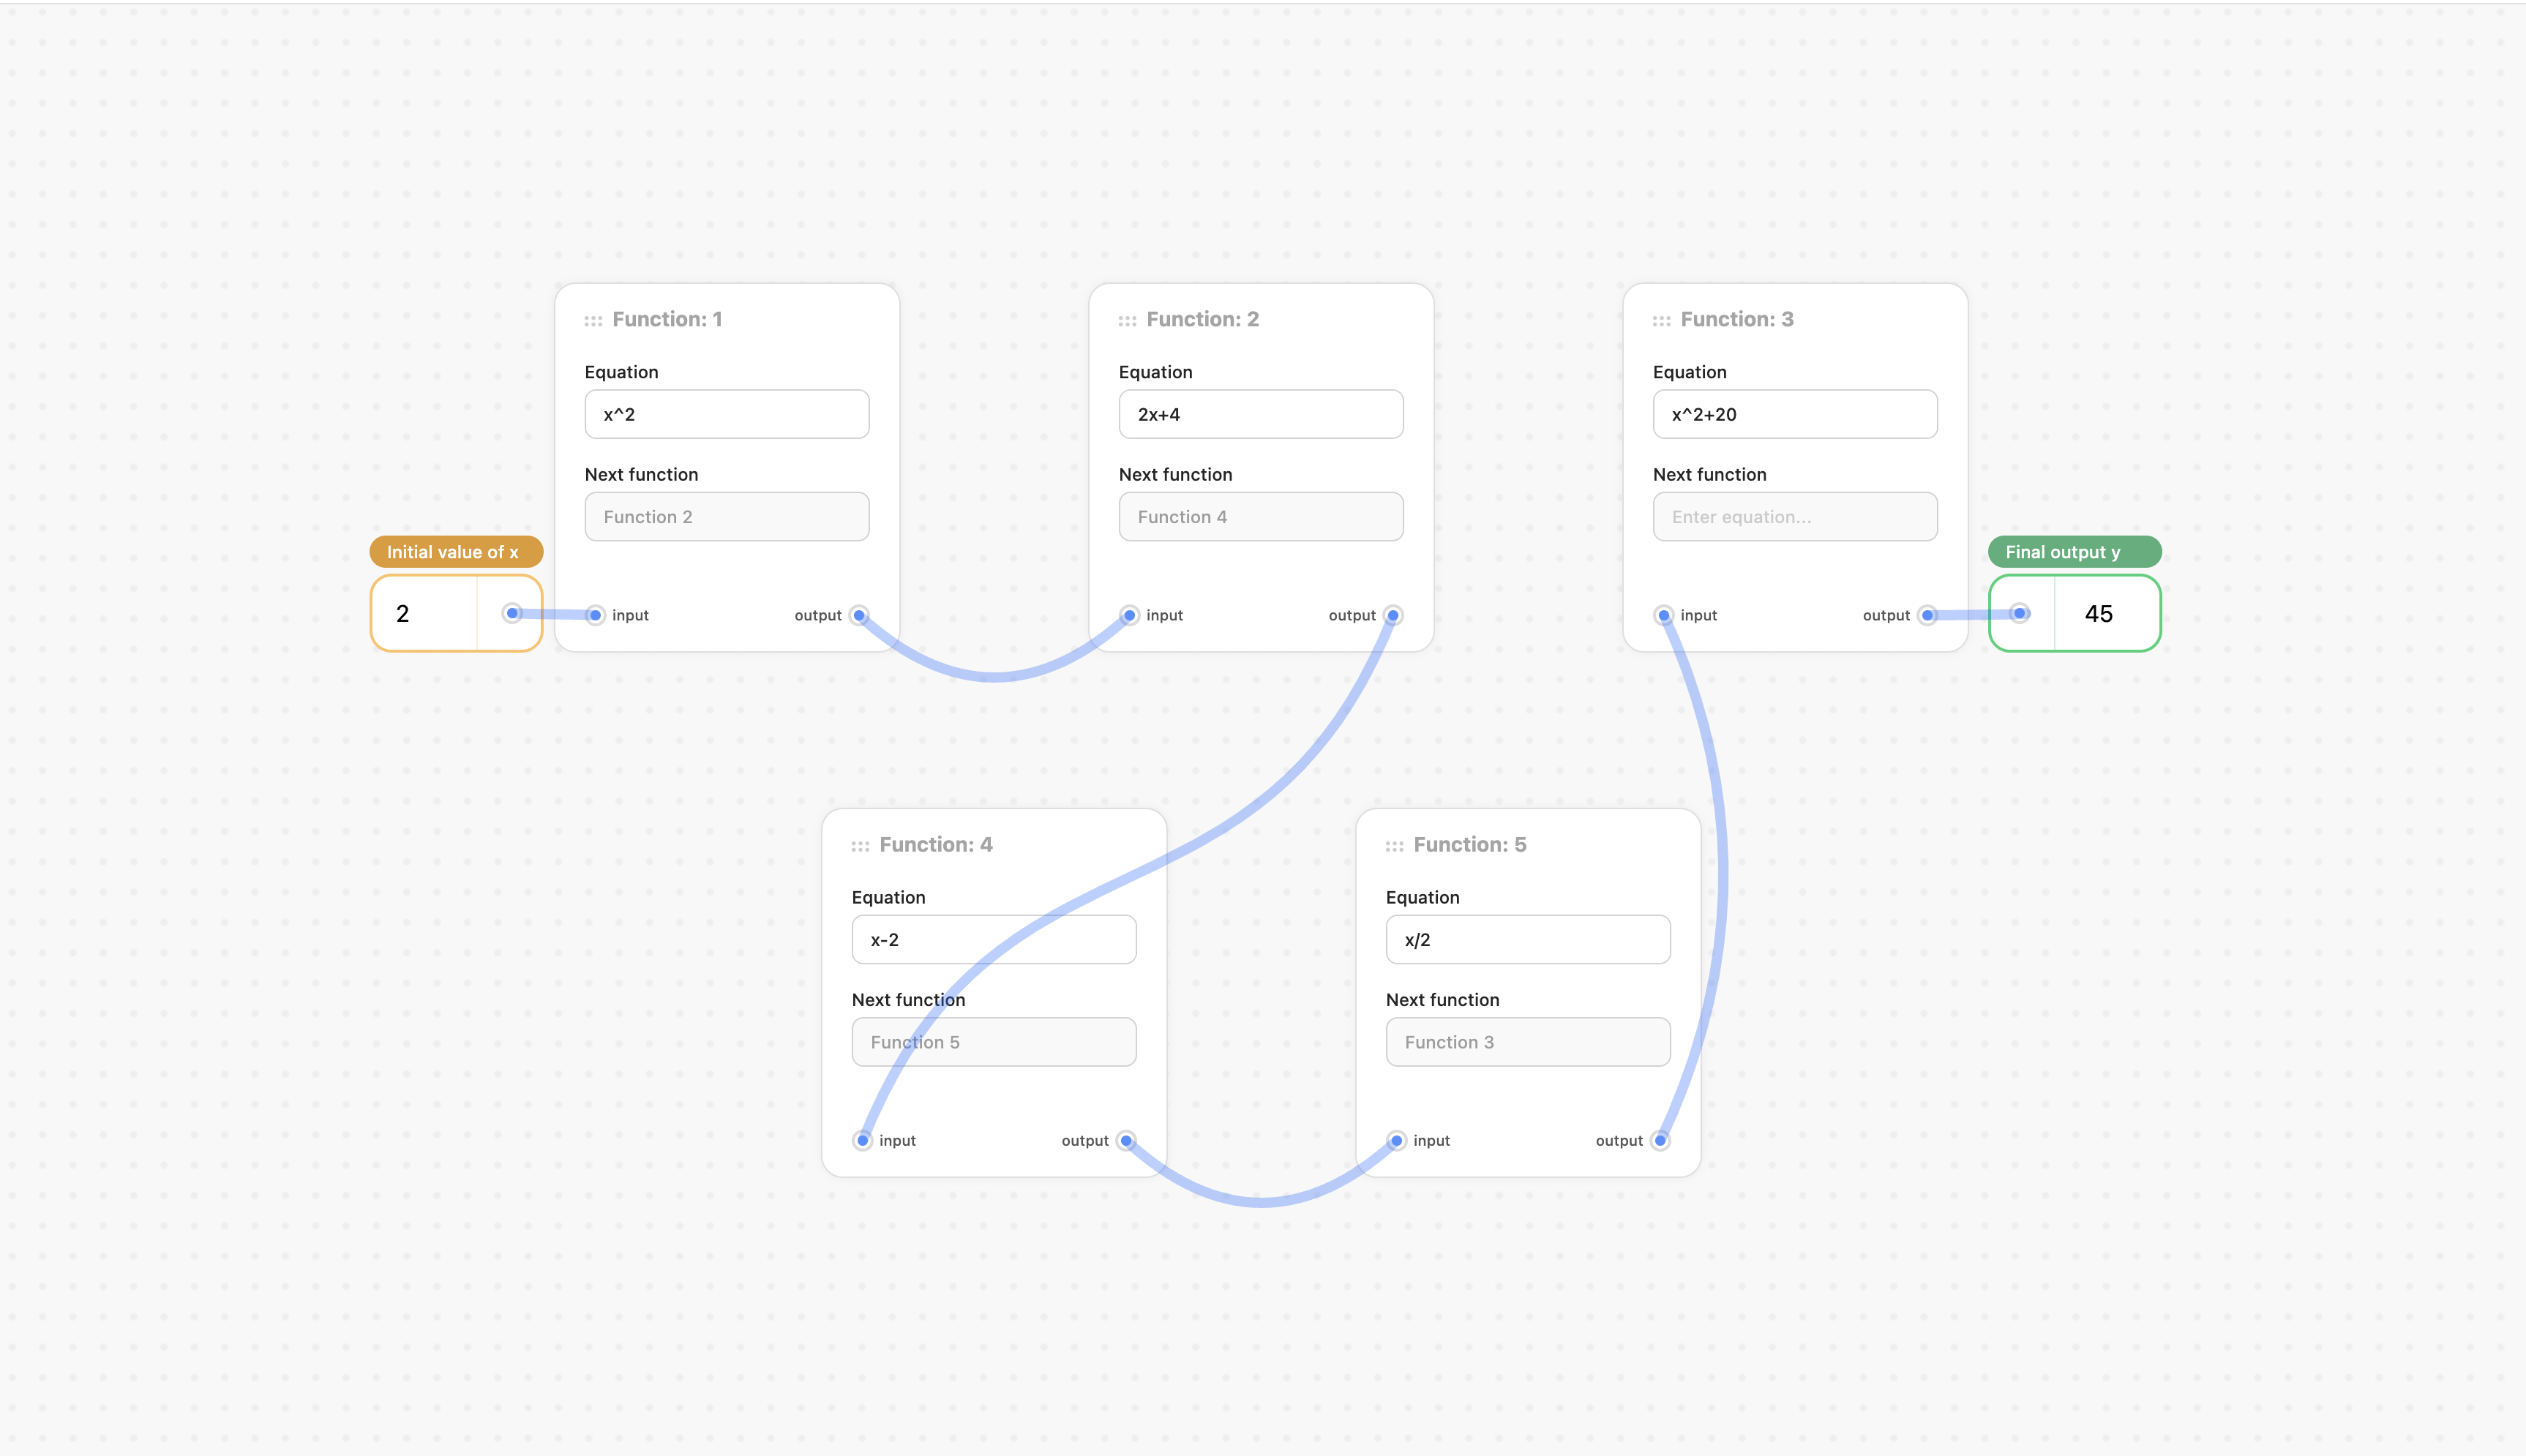 Function: 1
Equation
x^2
Next function
Function 2
input
output
Function: 2
Equation
2x+4
Next function
Function 4
input
output
Function: 3
Equation
x^2+20
Next function
Enter equation...
input
output
Initial value of x
2
Final output y
45
Function: 4
Equation
x-2
Next function
Function 5
input
output
Function: 5
Equation
x/2
Next function
Function 3
input
output